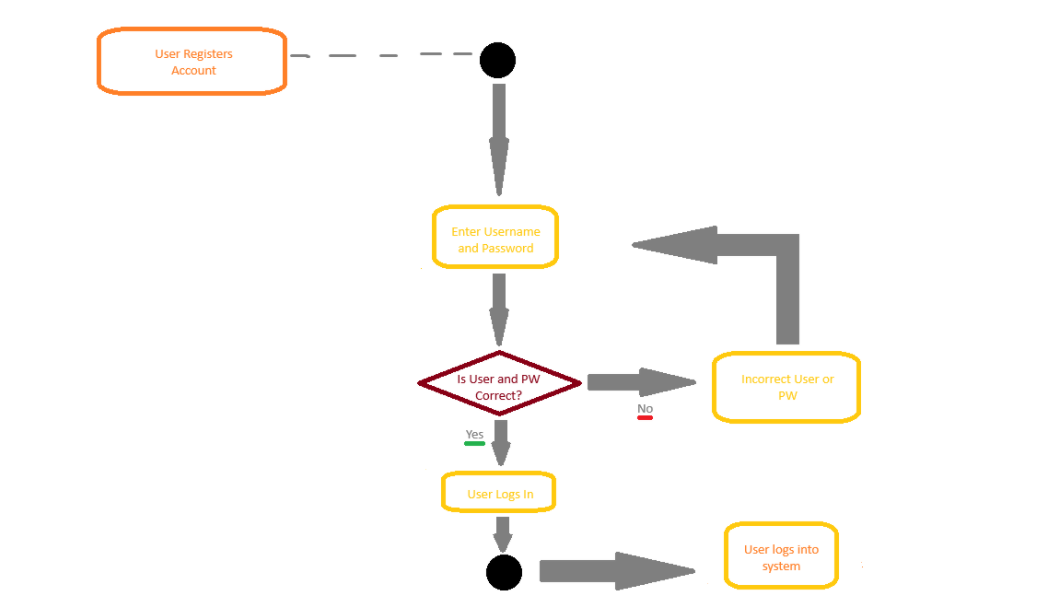 User Registers
Account
Enter Username
and Password
Is User and PW
Correct?
No
Incorrect User or
PW
Yes
User Logs In
User logs into
system